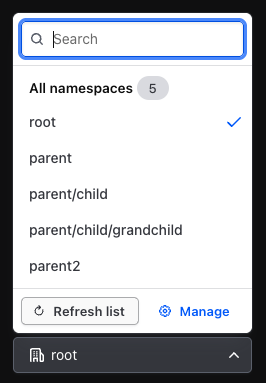 Search
All namespaces 5
root
parent
parent/child
parent/child/grandchild
parent2
Refresh list Manage
root